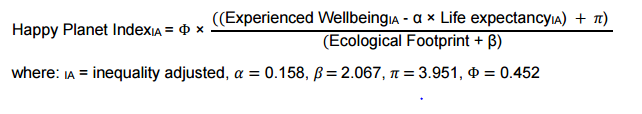 Happy Planet IndexIA = Φ × ((Experienced WellbeingIA - α × Life expectancyIA) + π)
(Ecological Footprint + β)
where: IA = inequality adjusted, α = 0.158, β = 2.067, π = 3.951, Φ = 0.452